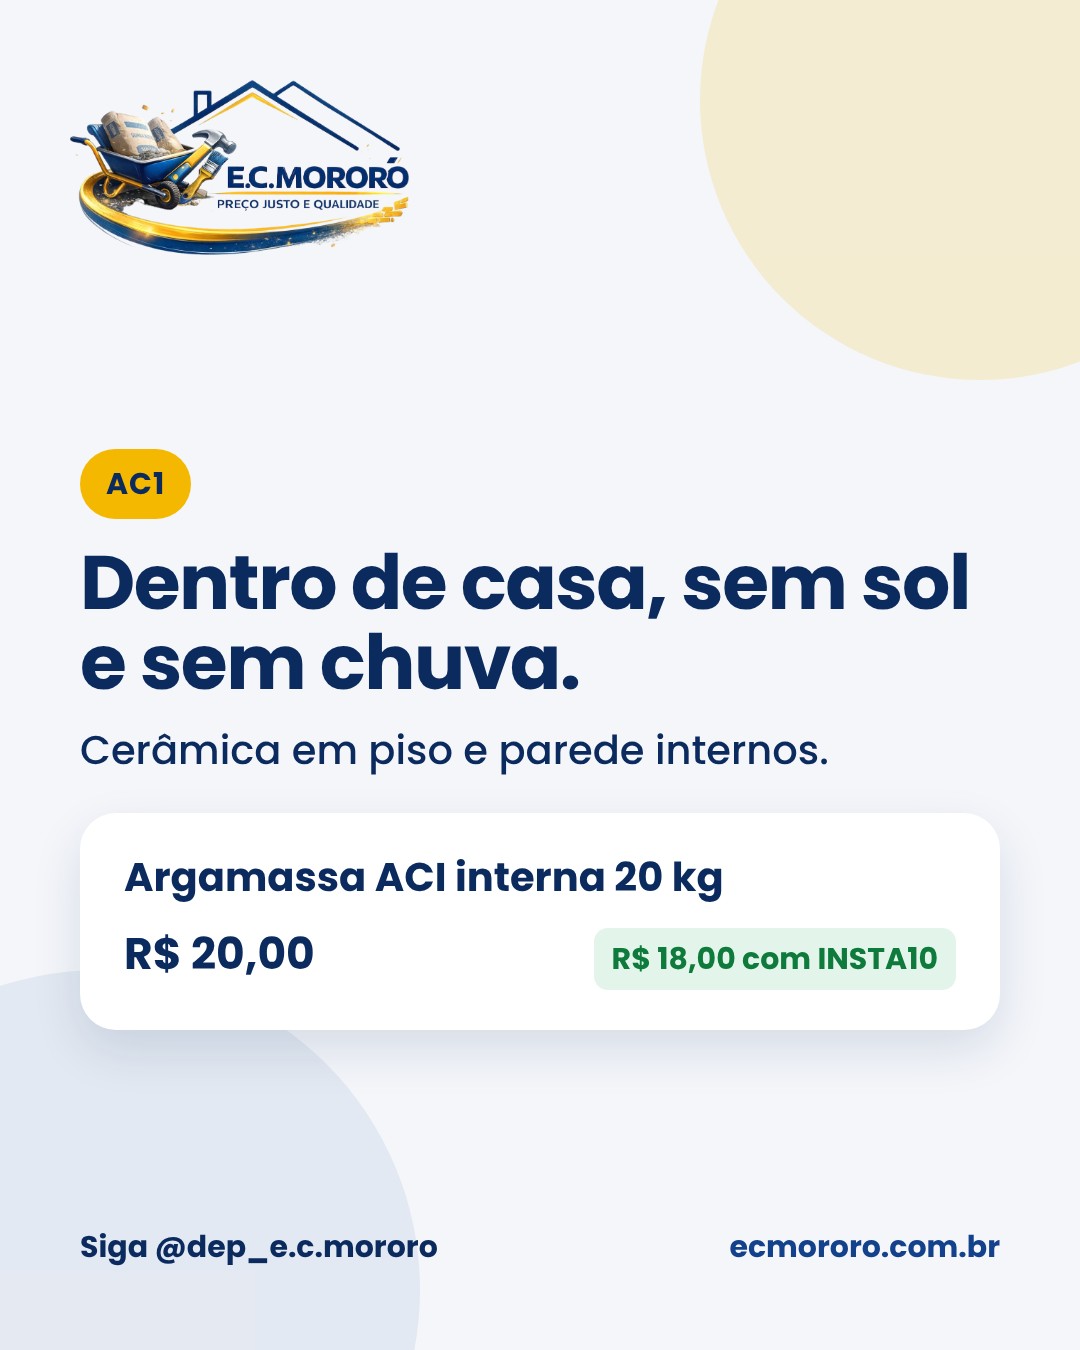 E.C.MORORÓ
PREÇO JUSTO E QUALIDADE
AC1
Dentro de casa, sem sol
e sem chuva.
Cerâmica em piso e parede internos.
Argamassa ACI interna 20 kg
R$ 20,00
R$ 18,00 com INSTA10
Siga @dep_e.c.mororo
ecmororo.com.br